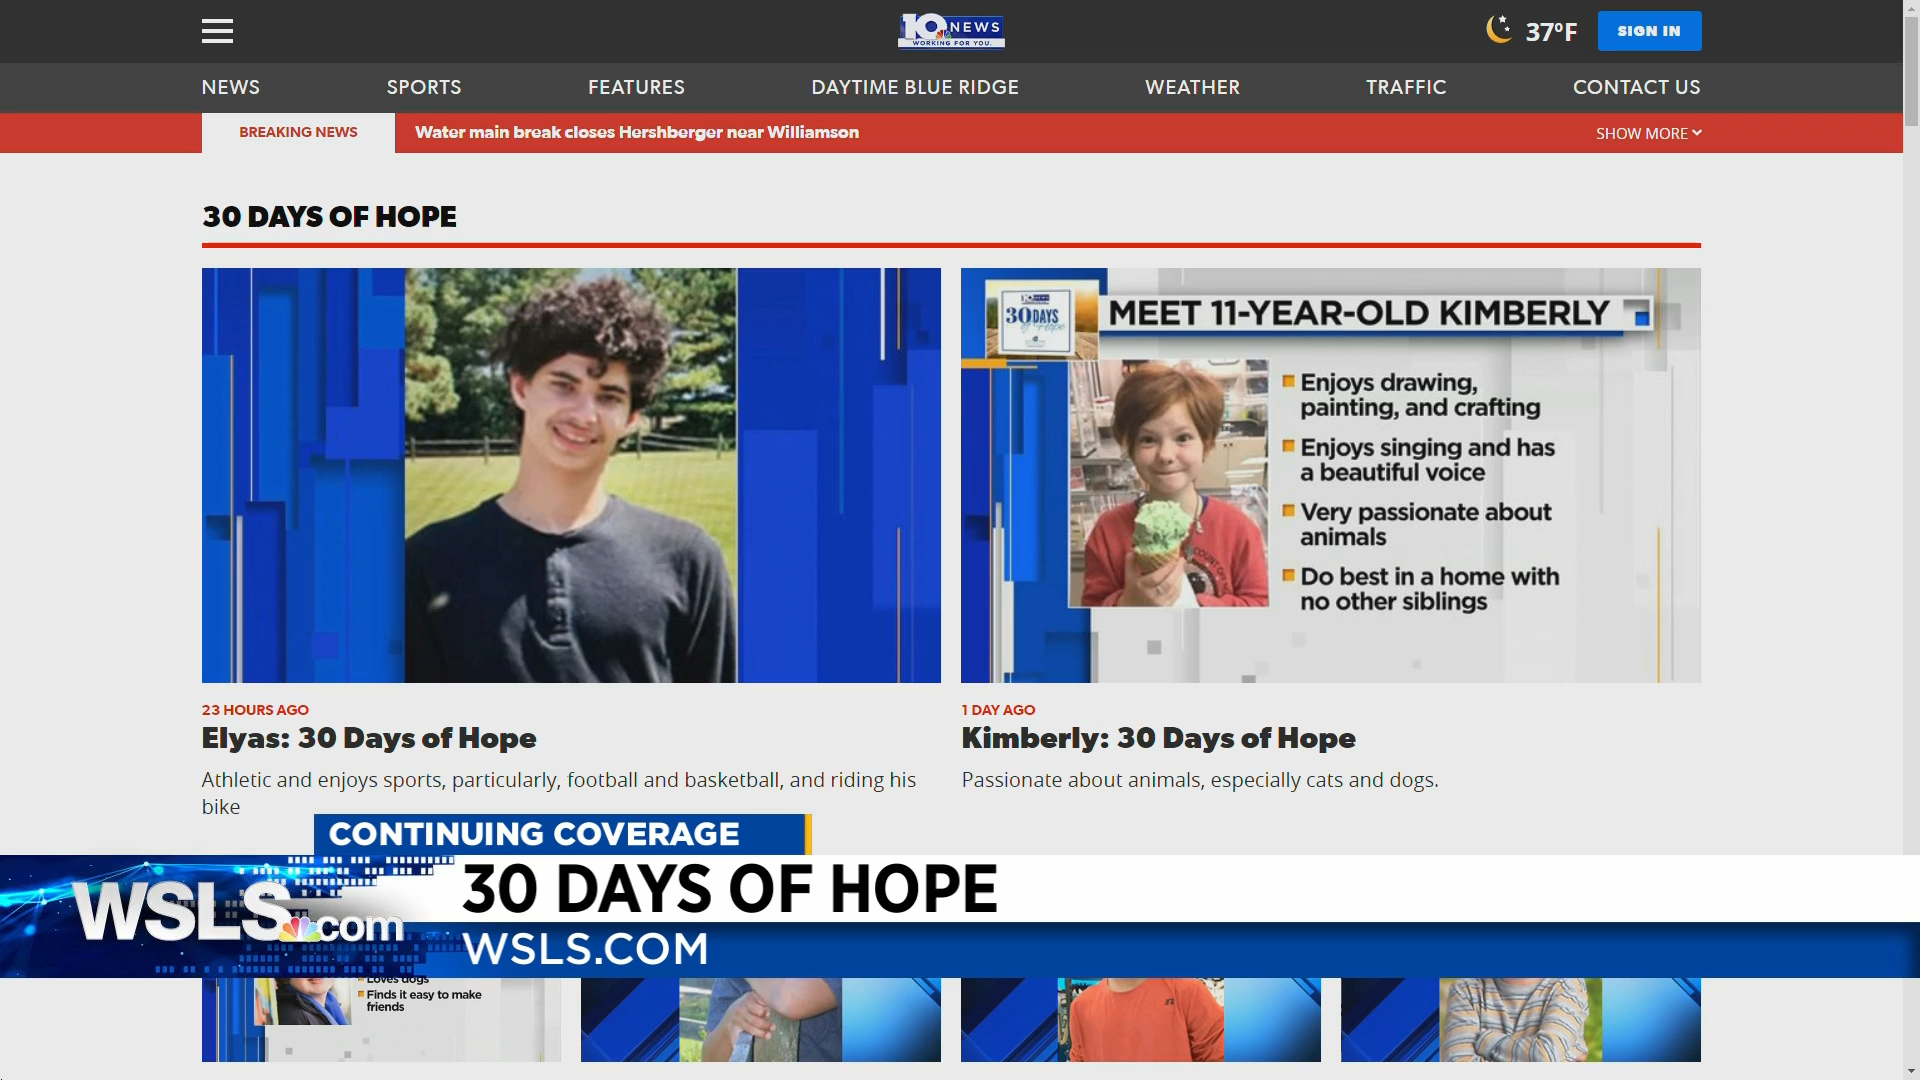 10 NEWS
WORKING FOR YOU.
37°F
SIGN IN
NEWS
SPORTS
FEATURES
DAYTIME BLUE RIDGE
WEATHER
TRAFFIC
CONTACT US
BREAKING NEWS
Water main break closes Hershberger near Williamson
SHOW MORE
30 DAYS OF HOPE
10 NEWS
30 DAYS
of Hope
MEET 11-YEAR-OLD KIMBERLY
Enjoys drawing,
painting, and crafting
Enjoys singing and has
a beautiful voice
Very passionate about
animals
Do best in a home with
no other siblings
23 HOURS AGO
Elyas: 30 Days of Hope
Athletic and enjoys sports, particularly, football and basketball, and riding his
bike
1 DAY AGO
Kimberly: 30 Days of Hope
Passionate about animals, especially cats and dogs.
CONTINUING COVERAGE
30 DAYS OF HOPE
WSLS.com
WSLS.COM
Loves dogs
Finds it easy to make
friends